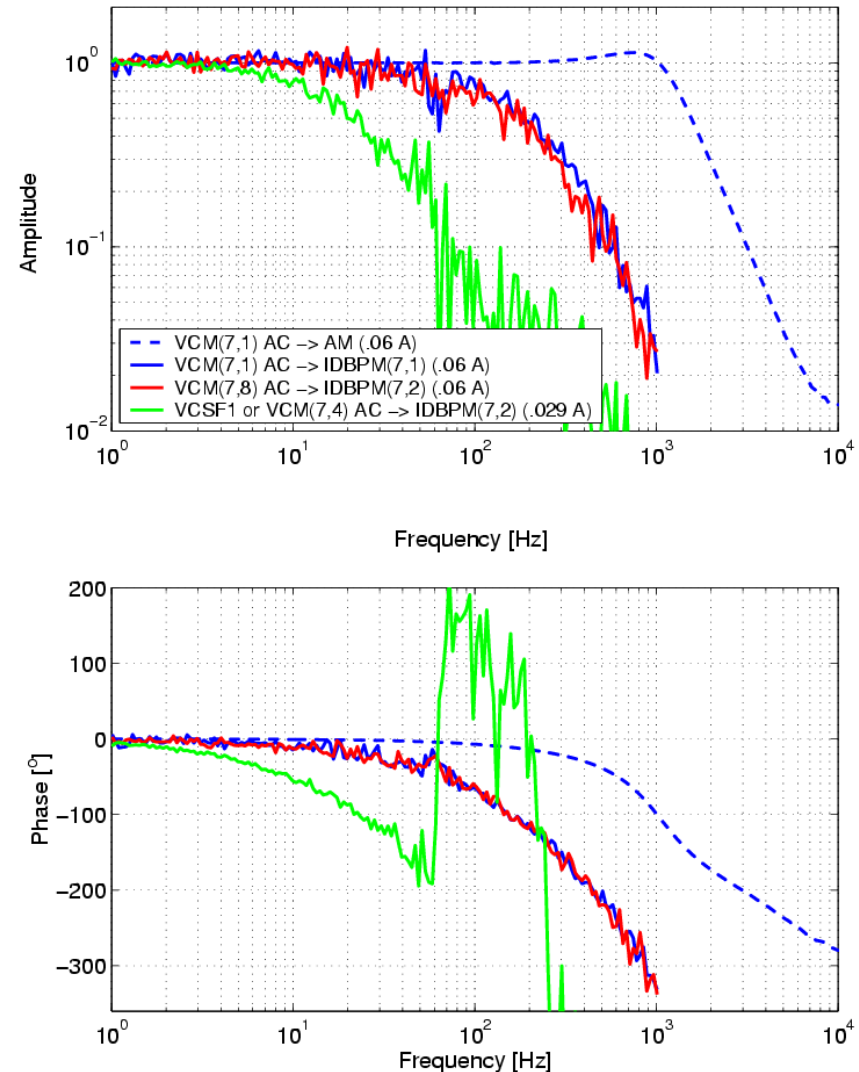 10^0
10^-1
10^-2
Amplitude
VCM(7,1) AC -> AM (.06 A)
VCM(7,1) AC -> IDBPM(7,1) (.06 A)
VCM(7,8) AC -> IDBPM(7,2) (.06 A)
VCSF1 or VCM(7,4) AC -> IDBPM(7,2) (.029 A)
10^0 10^1 10^2 10^3 10^4
Frequency [Hz]
200
100
0
-100
-200
-300
Phase [°]
10^0 10^1 10^2 10^3 10^4
Frequency [Hz]